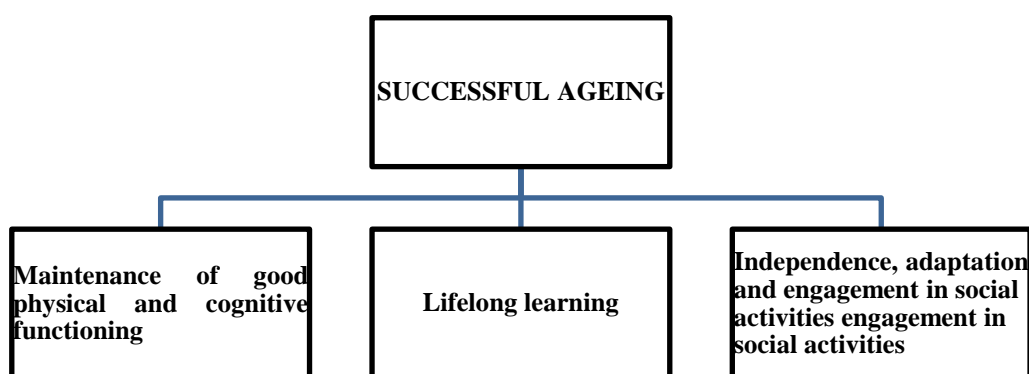 SUCCESSFUL AGEING
Maintenance of good
physical and cognitive
functioning
Lifelong learning
Independence, adaptation
and engagement in social
activities engagement in
social activities